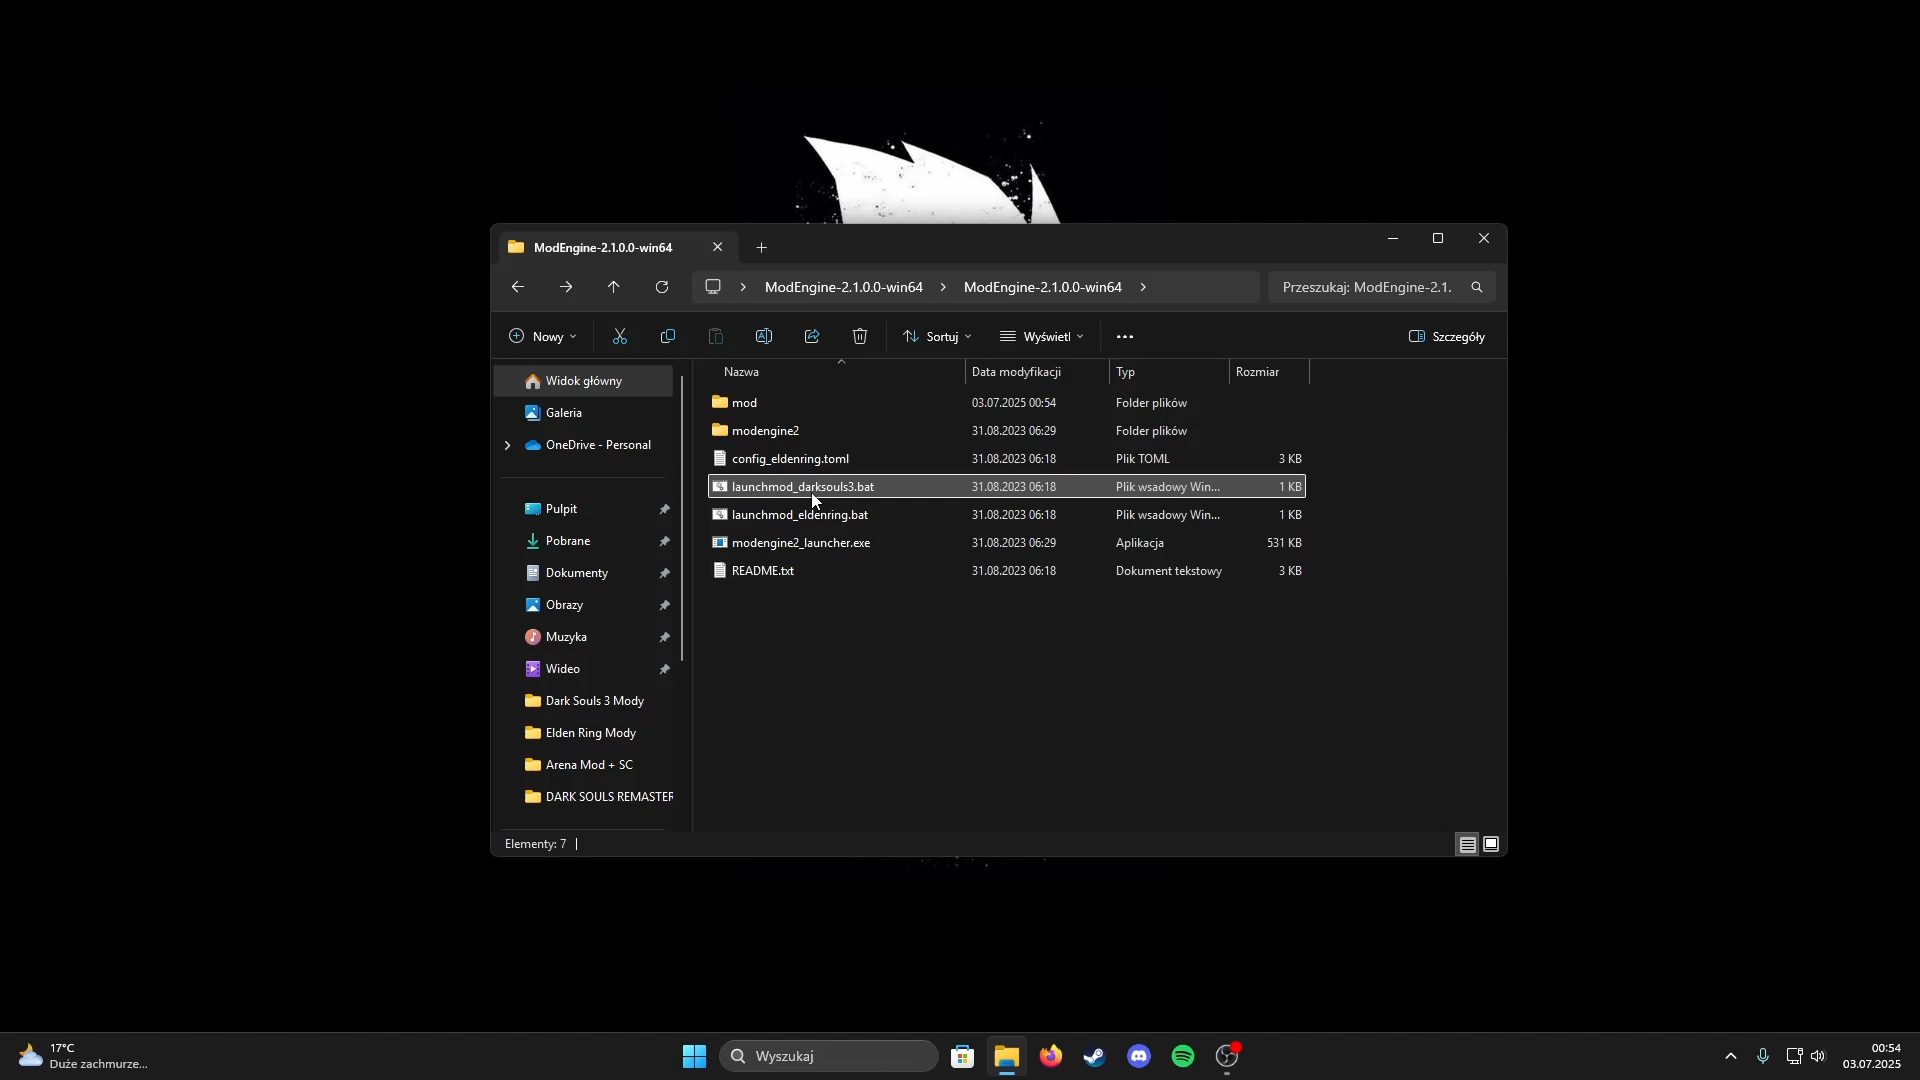 ModEngine-2.1.0.0-win64
ModEngine-2.1.0.0-win64 ModEngine-2.1.0.0-win64 Przeszukaj: ModEngine-2.1.
Nowy Sortuj Wyświetl Szczegóły
Nazwa Data modyfikacji Typ Rozmiar
Widok główny
Galeria
OneDrive - Personal
Pulpit
Pobrane
Dokumenty
Obrazy
Muzyka
Wideo
Dark Souls 3 Mody
Elden Ring Mody
Arena Mod + SC
DARK SOULS REMASTER
mod 03.07.2025 00:54 Folder plików
modengine2 31.08.2023 06:29 Folder plików
config_eldenring.toml 31.08.2023 06:18 Plik TOML 3 KB
launchmod_darksouls3.bat 31.08.2023 06:18 Plik wsadowy Win... 1 KB
launchmod_eldenring.bat 31.08.2023 06:18 Plik wsadowy Win... 1 KB
modengine2_launcher.exe 31.08.2023 06:29 Aplikacja 531 KB
README.txt 31.08.2023 06:18 Dokument tekstowy 3 KB
Elementy: 7
17°C
Duże zachmurze...
Wyszukaj
00:54
03.07.2025